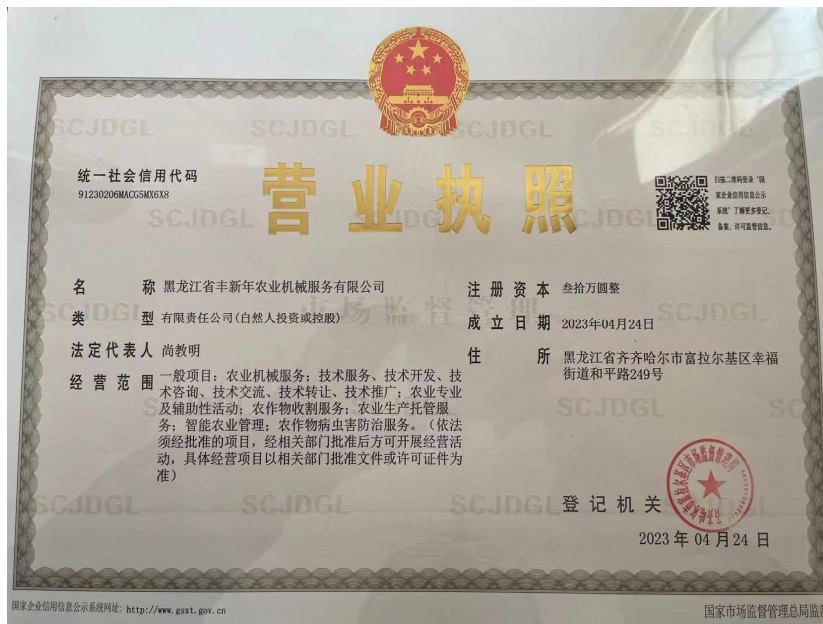 统一社会信用代码
91230206MACG5MX6X8
营业执照
扫描二维码登录‘国
家企业信用信息公示
系统’了解更多登记、
备案、许可监管信息。
名 称 黑龙江省丰新年农业机械服务有限公司
类 型 有限责任公司(自然人投资或控股)
法定代表人 尚教明
经营范围 一般项目：农业机械服务；技术服务、技术开发、技
术咨询、技术交流、技术转让、技术推广；农业专业
及辅助性活动；农作物收割服务；农业生产托管服
务；智能农业管理；农作物病虫害防治服务。（依法
须经批准的项目，经相关部门批准后方可开展经营活
动，具体经营项目以相关部门批准文件或许可证件为
准）
注册资本 叁拾万圆整
成立日期 2023年04月24日
住 所 黑龙江省齐齐哈尔市富拉尔基区幸福
街道和平路249号
SCJDGL
市场监督管理
登记机关
2023年04月24日
国家企业信用信息公示系统网址: http://www.gsxt.gov.cn
国家市场监督管理总局监